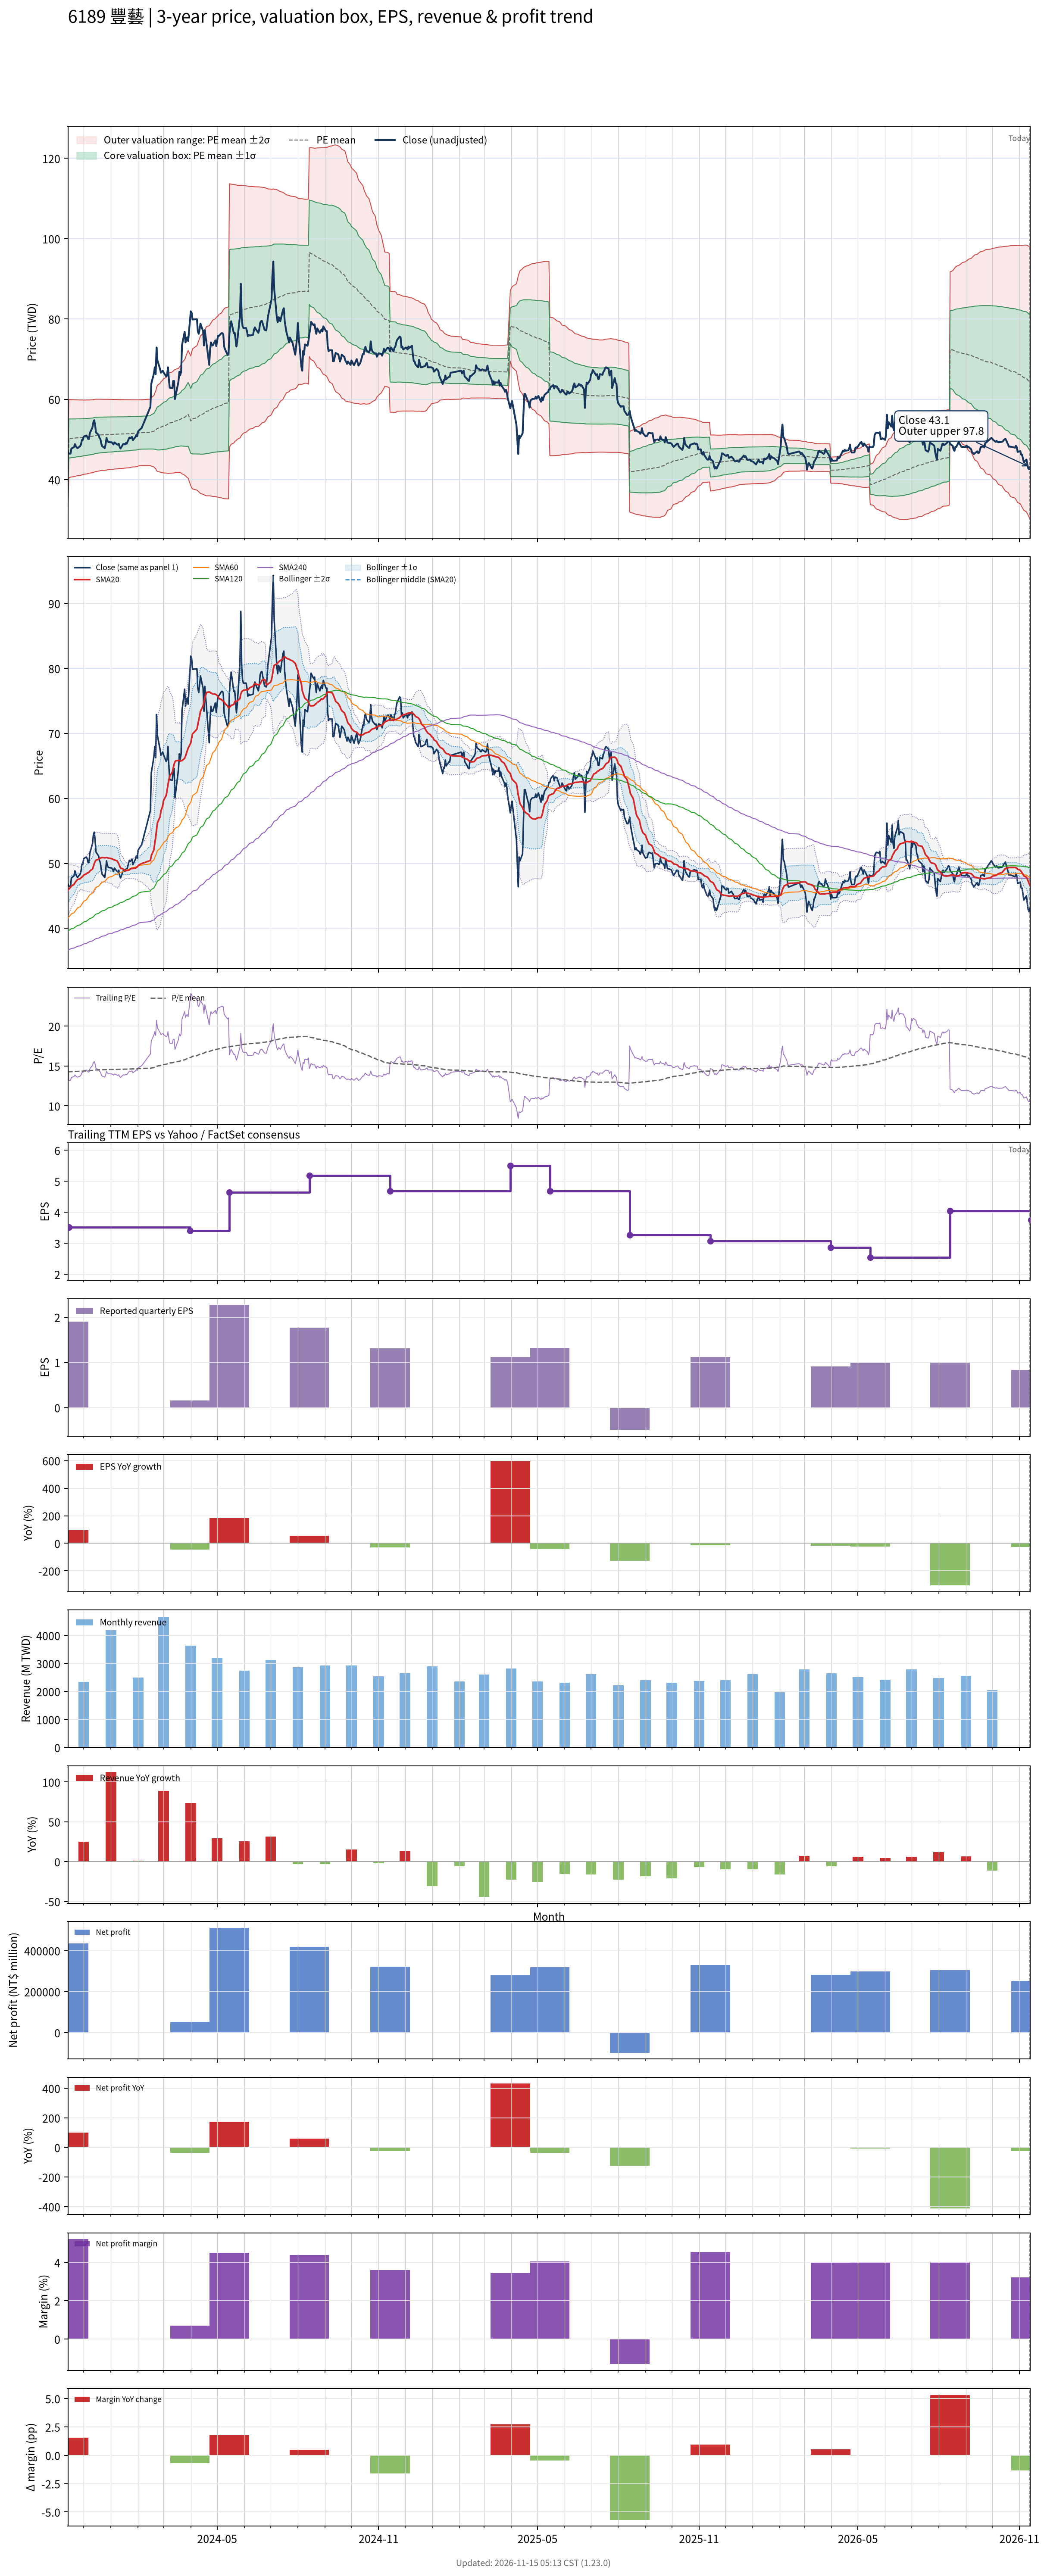 6189 豐藝 | 3-year price, valuation box, EPS, revenue & profit trend
Outer valuation range: PE mean ±2σ
Core valuation box: PE mean ±1σ
PE mean
Close (unadjusted)
Today
Price (TWD)
120
100
80
60
40
Close 43.1
Outer upper 97.8
Close (same as panel 1)
SMA20
SMA60
SMA120
SMA240
Bollinger ±2σ
Bollinger ±1σ
Bollinger middle (SMA20)
Price
90
80
70
60
50
40
Trailing P/E
P/E mean
P/E
20
15
10
Trailing TTM EPS vs Yahoo / FactSet consensus
Today
EPS
6
5
4
3
2
Reported quarterly EPS
EPS
2
1
0
EPS YoY growth
YoY (%)
600
400
200
0
-200
Monthly revenue
Revenue (M TWD)
4000
3000
2000
1000
0
Revenue YoY growth
YoY (%)
100
50
0
-50
Month
Net profit
Net profit (NT$ million)
400000
200000
0
Net profit YoY
YoY (%)
400
200
0
-200
-400
Net profit margin
Margin (%)
4
2
0
Margin YoY change
Δ margin (pp)
5.0
2.5
0.0
-2.5
-5.0
2024-05
2024-11
2025-05
2025-11
2026-05
2026-11
Updated: 2026-11-15 05:13 CST (1.23.0)